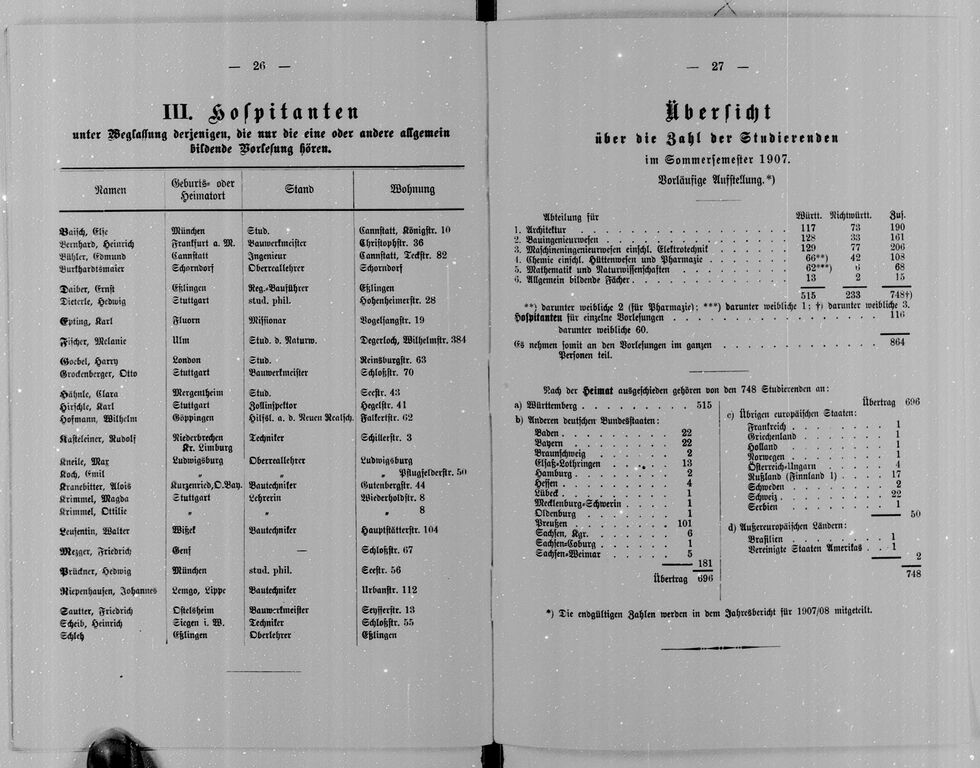 — 26 —
III. Hospitanten
unter Weglassung derjenigen, die nur die eine oder andere allgemein
bildende Vorlesung hören.
Namen | Geburts- oder Heimatort | Stand | Wohnung
Baisch, Else | München | Stud. | Cannstatt, Königstr. 10
Bernhard, Heinrich | Frankfurt a. M. | Bauwerkmeister | Christophstr. 36
Bühler, Edmund | Cannstatt | Ingenieur | Cannstatt, Teckstr. 82
Burkhardtsmaier | Schorndorf | Oberreallehrer | Schorndorf
Daiber, Ernst | Eßlingen | Reg.-Bauführer | Eßlingen
Dieterle, Hedwig | Stuttgart | stud. phil. | Hohenheimerstr. 28
Epting, Karl | Fluorn | Missionar | Vogelsangstr. 19
Fischer, Melanie | Ulm | Stud. d. Naturw. | Degerloch, Wilhelmstr. 384
Goebel, Harry | London | Stud. | Reinsburgstr. 63
Grockenberger, Otto | Stuttgart | Bauwerkmeister | Schloßstr. 70
Hähnle, Clara | Mergentheim | Stud. | Seestr. 43
Hirschle, Karl | Stuttgart | Zollinspektor | Hegelstr. 41
Hofmann, Wilhelm | Göppingen | Hilfsl. a. d. Neuen Realsch. | Falkertstr. 62
Kasteleiner, Rudolf | Niederbrechen | Techniker | Schillerstr. 3
Kr. Limburg
Kneile, Max | Ludwigsburg | Oberreallehrer | Ludwigsburg
Koch, Emil | Pflugfelderstr. 50
Kranebitter, Alois | Kurzenried, O.Bay. | Bautechniker | Gutenbergstr. 44
Krimmel, Magda | Stuttgart | Lehrerin | Wiederholdstr. 8
Krimmel, Ottilie | „ | „ | „ 8
Leusentin, Walter | Wißek | Bautechniker | Hauptstätterstr. 104
Mezger, Friedrich | Genf | — | Schloßstr. 67
Prückner, Hedwig | München | stud. phil. | Seestr. 56
Riepenhausen, Johannes | Lemgo, Lippe | Bautechniker | Urbanstr. 112
Sautter, Friedrich | Ostelsheim | Bauwerkmeister | Seyfferstr. 13
Scheib, Heinrich | Siegen i. W. | Techniker | Schloßstr. 55
Schleh | Eßlingen | Oberlehrer | Eßlingen
— 27 —
Übersicht
über die Zahl der Studierenden
im Sommersemester 1907.
Vorläufige Aufstellung.*)
Abteilung für | Württ. | Nichtwürtt. | Zus.
1. Architektur | 117 | 73 | 190
2. Bauingenieurwesen | 128 | 33 | 161
3. Maschineningenieurwesen einschl. Elektrotechnik | 129 | 77 | 206
4. Chemie einschl. Hüttenwesen und Pharmazie | 66**) | 42 | 108
5. Mathematik und Naturwissenschaften | 62***) | 6 | 68
6. Allgemein bildende Fächer | 13 | 2 | 15
515 | 233 | 748†)
**) darunter weibliche 2 (für Pharmazie); ***) darunter weibliche 1; †) darunter weibliche 3.
Hospitanten für einzelne Vorlesungen . . . 116
darunter weibliche 60.
Es nehmen somit an den Vorlesungen im ganzen . . . 864
Personen teil.
Nach der Heimat ausgeschieden gehören von den 748 Studierenden an:
a) Württemberg . . . 515
b) Anderen deutschen Bundesstaaten:
Baden . . . 22
Bayern . . . 22
Braunschweig . . . 2
Elsaß-Lothringen . . . 13
Hamburg . . . 2
Hessen . . . 4
Lübeck . . . 1
Mecklenburg-Schwerin . . . 1
Oldenburg . . . 1
Preußen . . . 101
Sachsen, Kgr. . . . 6
Sachsen-Coburg . . . 1
Sachsen-Weimar . . . 5
181
Übertrag 696
Übertrag 696
c) Übrigen europäischen Staaten:
Frankreich . . . 1
Griechenland . . . 1
Holland . . . 1
Norwegen . . . 1
Österreich-Ungarn . . . 4
Rußland (Finnland 1) . . . 17
Schweden . . . 2
Schweiz . . . 22
Serbien . . . 1
50
d) Außereuropäischen Ländern:
Brasilien . . . 1
Vereinigte Staaten Amerikas . . . 1
2
748
*) Die endgültigen Zahlen werden in dem Jahresbericht für 1907/08 mitgeteilt.